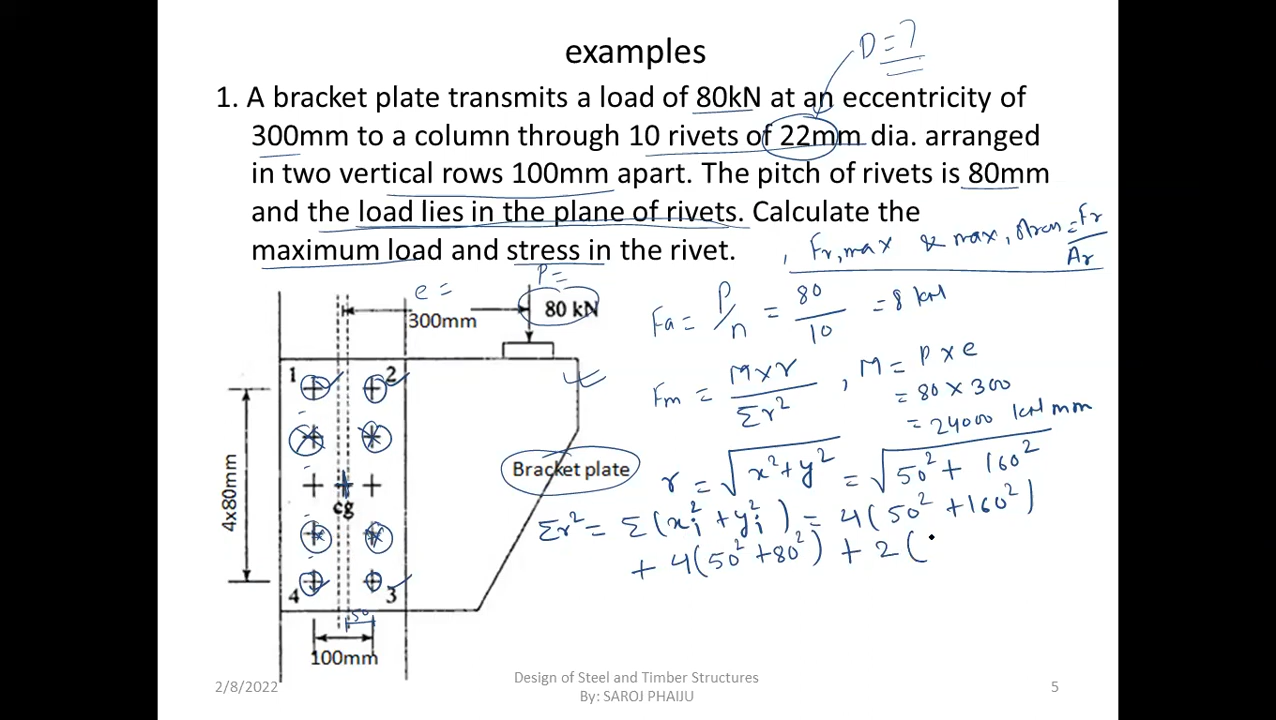 examples
D = ?
1. A bracket plate transmits a load of 80kN at an eccentricity of
300mm to a column through 10 rivets of 22mm dia. arranged
in two vertical rows 100mm apart. The pitch of rivets is 80mm
and the load lies in the plane of rivets. Calculate the
maximum load and stress in the rivet.
, Fr,max & max, stress = Fr/Ar
e =
P =
300mm
80 kN
Fa = P/n = 80/10 = 8 kN
1
2
Fm = M×r/Σr² , M = P × e
= 80 × 300
= 24000 kN mm
Bracket plate
r = √x²+y² = √50²+ 160²
cg
4x80mm
Σr² = Σ(xi² + yi²) = 4(50² +160²)
+ 4(50² +80²) + 2(
4
3
50
100mm
2/8/2022
Design of Steel and Timber Structures
By: SAROJ PHAIJU
5